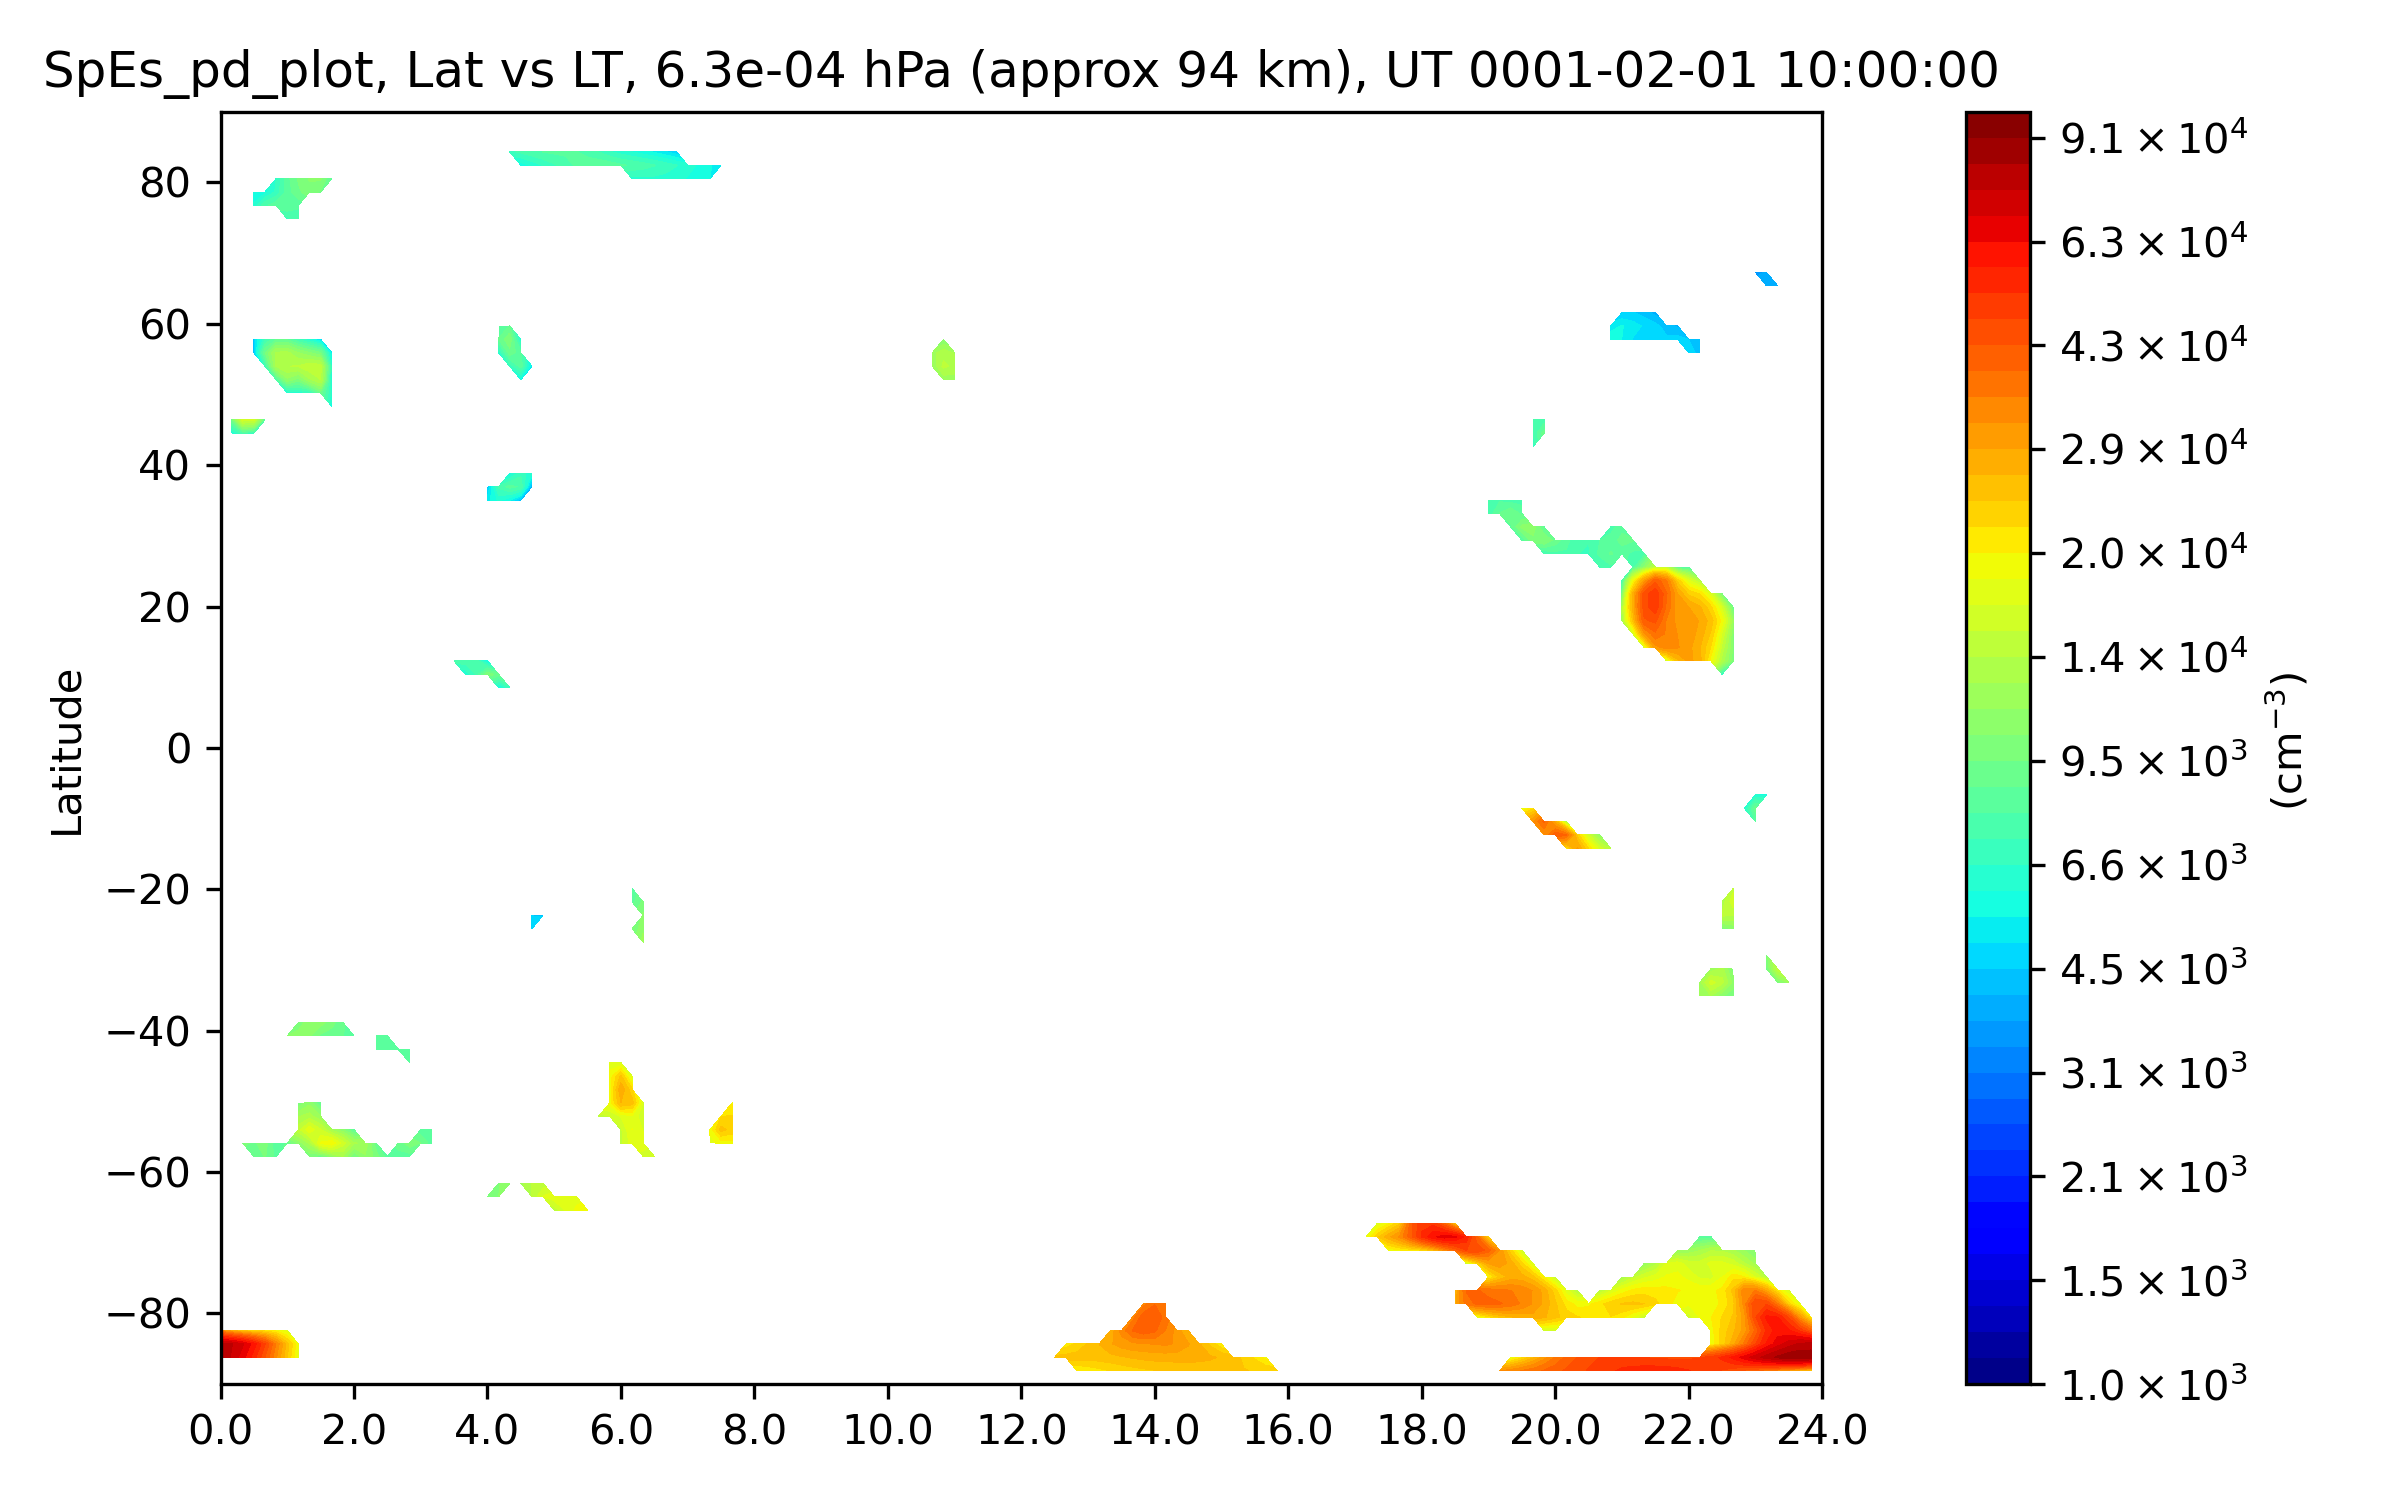 SpEs_pd_plot, Lat vs LT, 6.3e-04 hPa (approx 94 km), UT 0001-02-01 10:00:00
Latitude
80
60
40
20
0
−20
−40
−60
−80
0.0 2.0 4.0 6.0 8.0 10.0 12.0 14.0 16.0 18.0 20.0 22.0 24.0
9.1 × 10⁴
6.3 × 10⁴
4.3 × 10⁴
2.9 × 10⁴
2.0 × 10⁴
1.4 × 10⁴
9.5 × 10³
6.6 × 10³
4.5 × 10³
3.1 × 10³
2.1 × 10³
1.5 × 10³
1.0 × 10³
(cm⁻³)